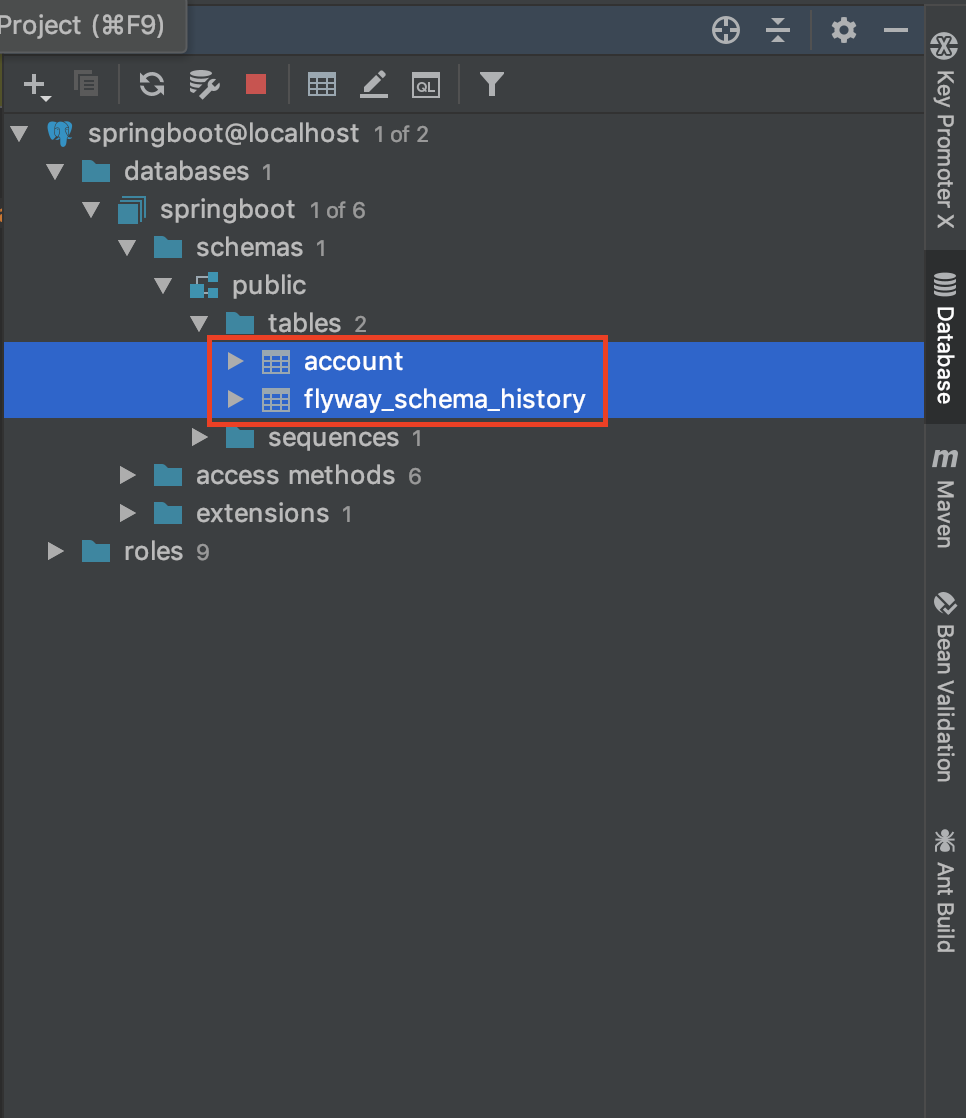 Project (⌘F9)
QL
springboot@localhost 1 of 2
databases 1
springboot 1 of 6
schemas 1
public
tables 2
account
flyway_schema_history
sequences 1
access methods 6
extensions 1
roles 9
Key Promoter X
Database
m
Maven
Bean Validation
Ant Build